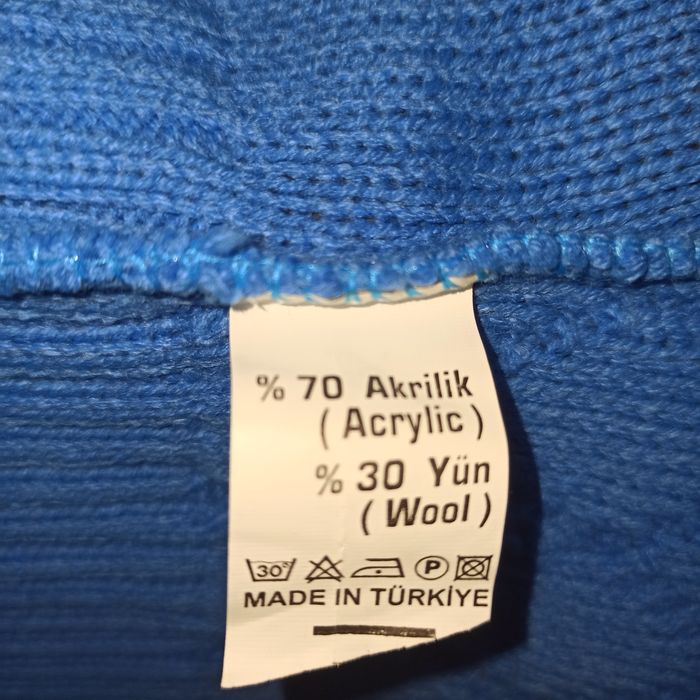 % 70 Akrilik
( Acrylic )
% 30 Yün
( Wool )
30° P
MADE IN TÜRKİYE